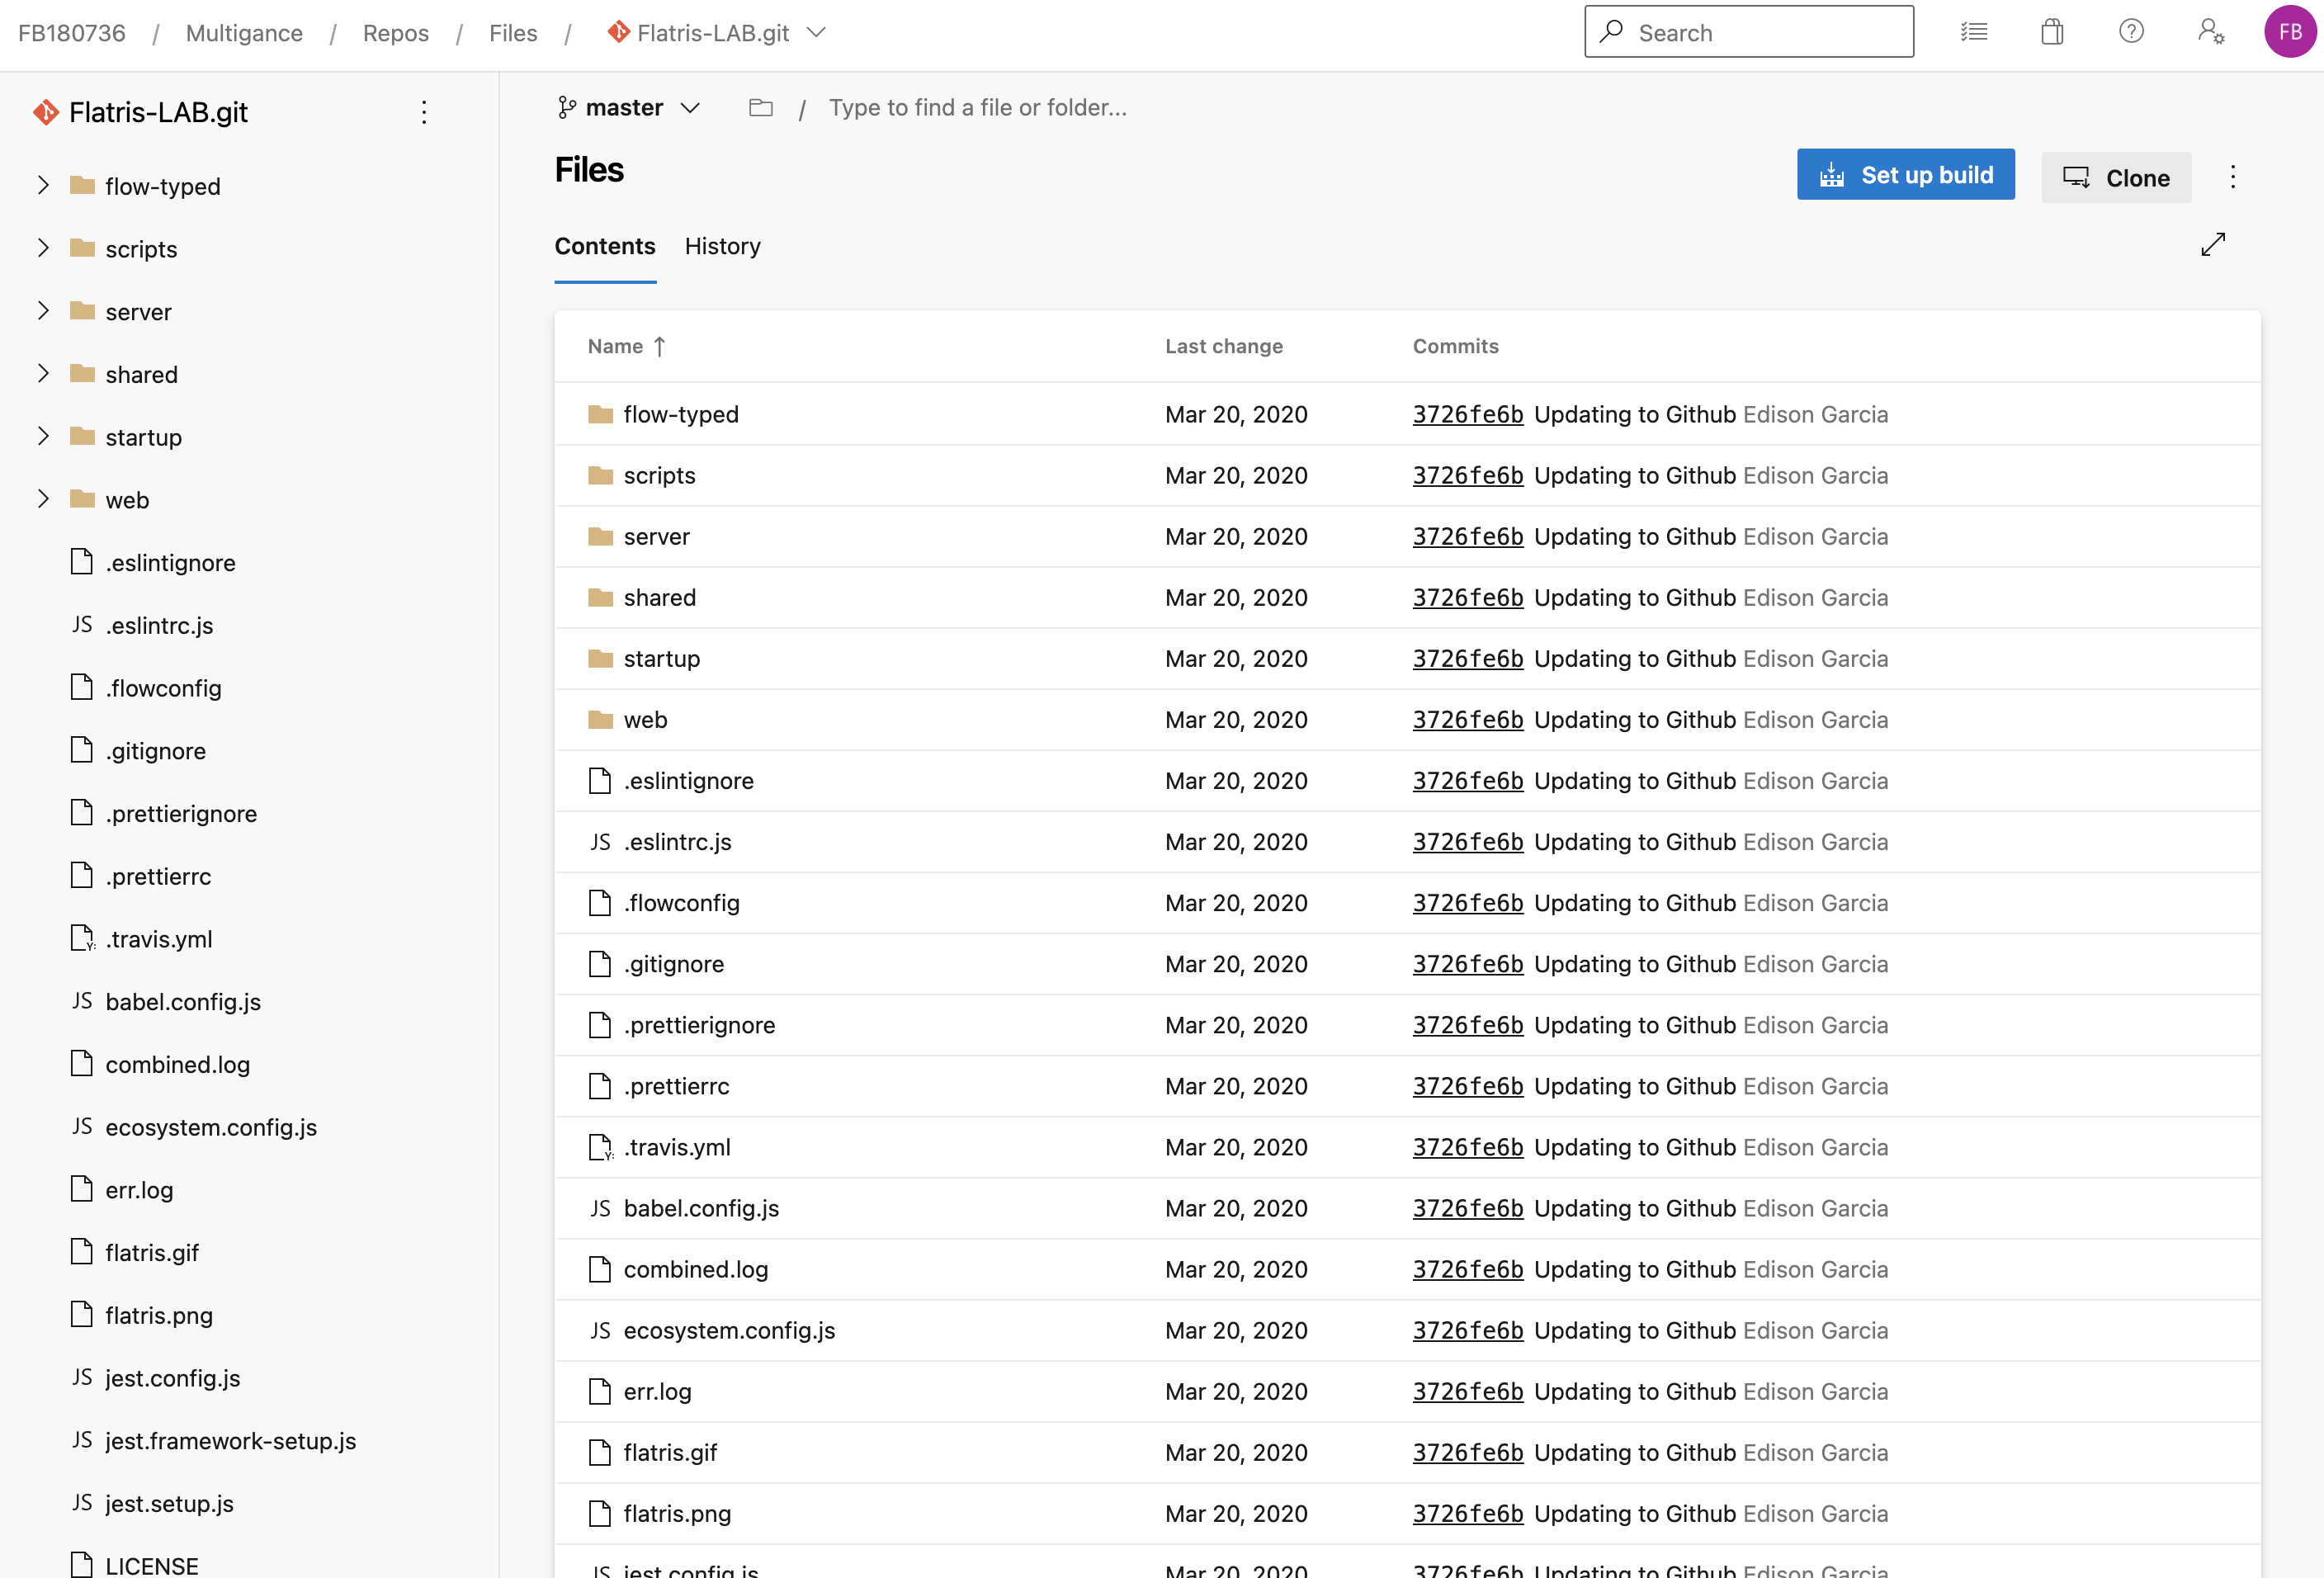 FB180736 / Multigance / Repos / Files / Flatris-LAB.git
Search
FB
Flatris-LAB.git
flow-typed
scripts
server
shared
startup
web
.eslintignore
JS .eslintrc.js
.flowconfig
.gitignore
.prettierignore
.prettierrc
Y: .travis.yml
JS babel.config.js
combined.log
JS ecosystem.config.js
err.log
flatris.gif
flatris.png
JS jest.config.js
JS jest.framework-setup.js
JS jest.setup.js
LICENSE
master / Type to find a file or folder...
Files
Set up build
Clone
Contents History
Name Last change Commits
flow-typed Mar 20, 2020 3726fe6b Updating to Github Edison Garcia
scripts Mar 20, 2020 3726fe6b Updating to Github Edison Garcia
server Mar 20, 2020 3726fe6b Updating to Github Edison Garcia
shared Mar 20, 2020 3726fe6b Updating to Github Edison Garcia
startup Mar 20, 2020 3726fe6b Updating to Github Edison Garcia
web Mar 20, 2020 3726fe6b Updating to Github Edison Garcia
.eslintignore Mar 20, 2020 3726fe6b Updating to Github Edison Garcia
JS .eslintrc.js Mar 20, 2020 3726fe6b Updating to Github Edison Garcia
.flowconfig Mar 20, 2020 3726fe6b Updating to Github Edison Garcia
.gitignore Mar 20, 2020 3726fe6b Updating to Github Edison Garcia
.prettierignore Mar 20, 2020 3726fe6b Updating to Github Edison Garcia
.prettierrc Mar 20, 2020 3726fe6b Updating to Github Edison Garcia
Y: .travis.yml Mar 20, 2020 3726fe6b Updating to Github Edison Garcia
JS babel.config.js Mar 20, 2020 3726fe6b Updating to Github Edison Garcia
combined.log Mar 20, 2020 3726fe6b Updating to Github Edison Garcia
JS ecosystem.config.js Mar 20, 2020 3726fe6b Updating to Github Edison Garcia
err.log Mar 20, 2020 3726fe6b Updating to Github Edison Garcia
flatris.gif Mar 20, 2020 3726fe6b Updating to Github Edison Garcia
flatris.png Mar 20, 2020 3726fe6b Updating to Github Edison Garcia
JS jest.config.js Mar 20, 2020 3726fe6b Updating to Github Edison Garcia